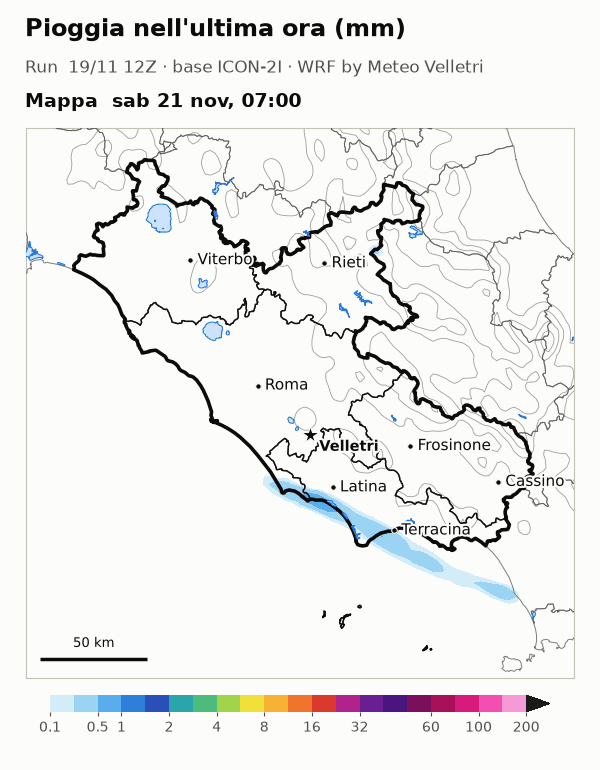 Pioggia nell'ultima ora (mm)
Run  19/11 12Z · base ICON-2I · WRF by Meteo Velletri
Mappa  sab 21 nov, 07:00
Viterbo
Rieti
Roma
Velletri
Frosinone
Latina
Cassino
Terracina
50 km
0.1 0.5 1 2 4 8 16 32 60 100 200